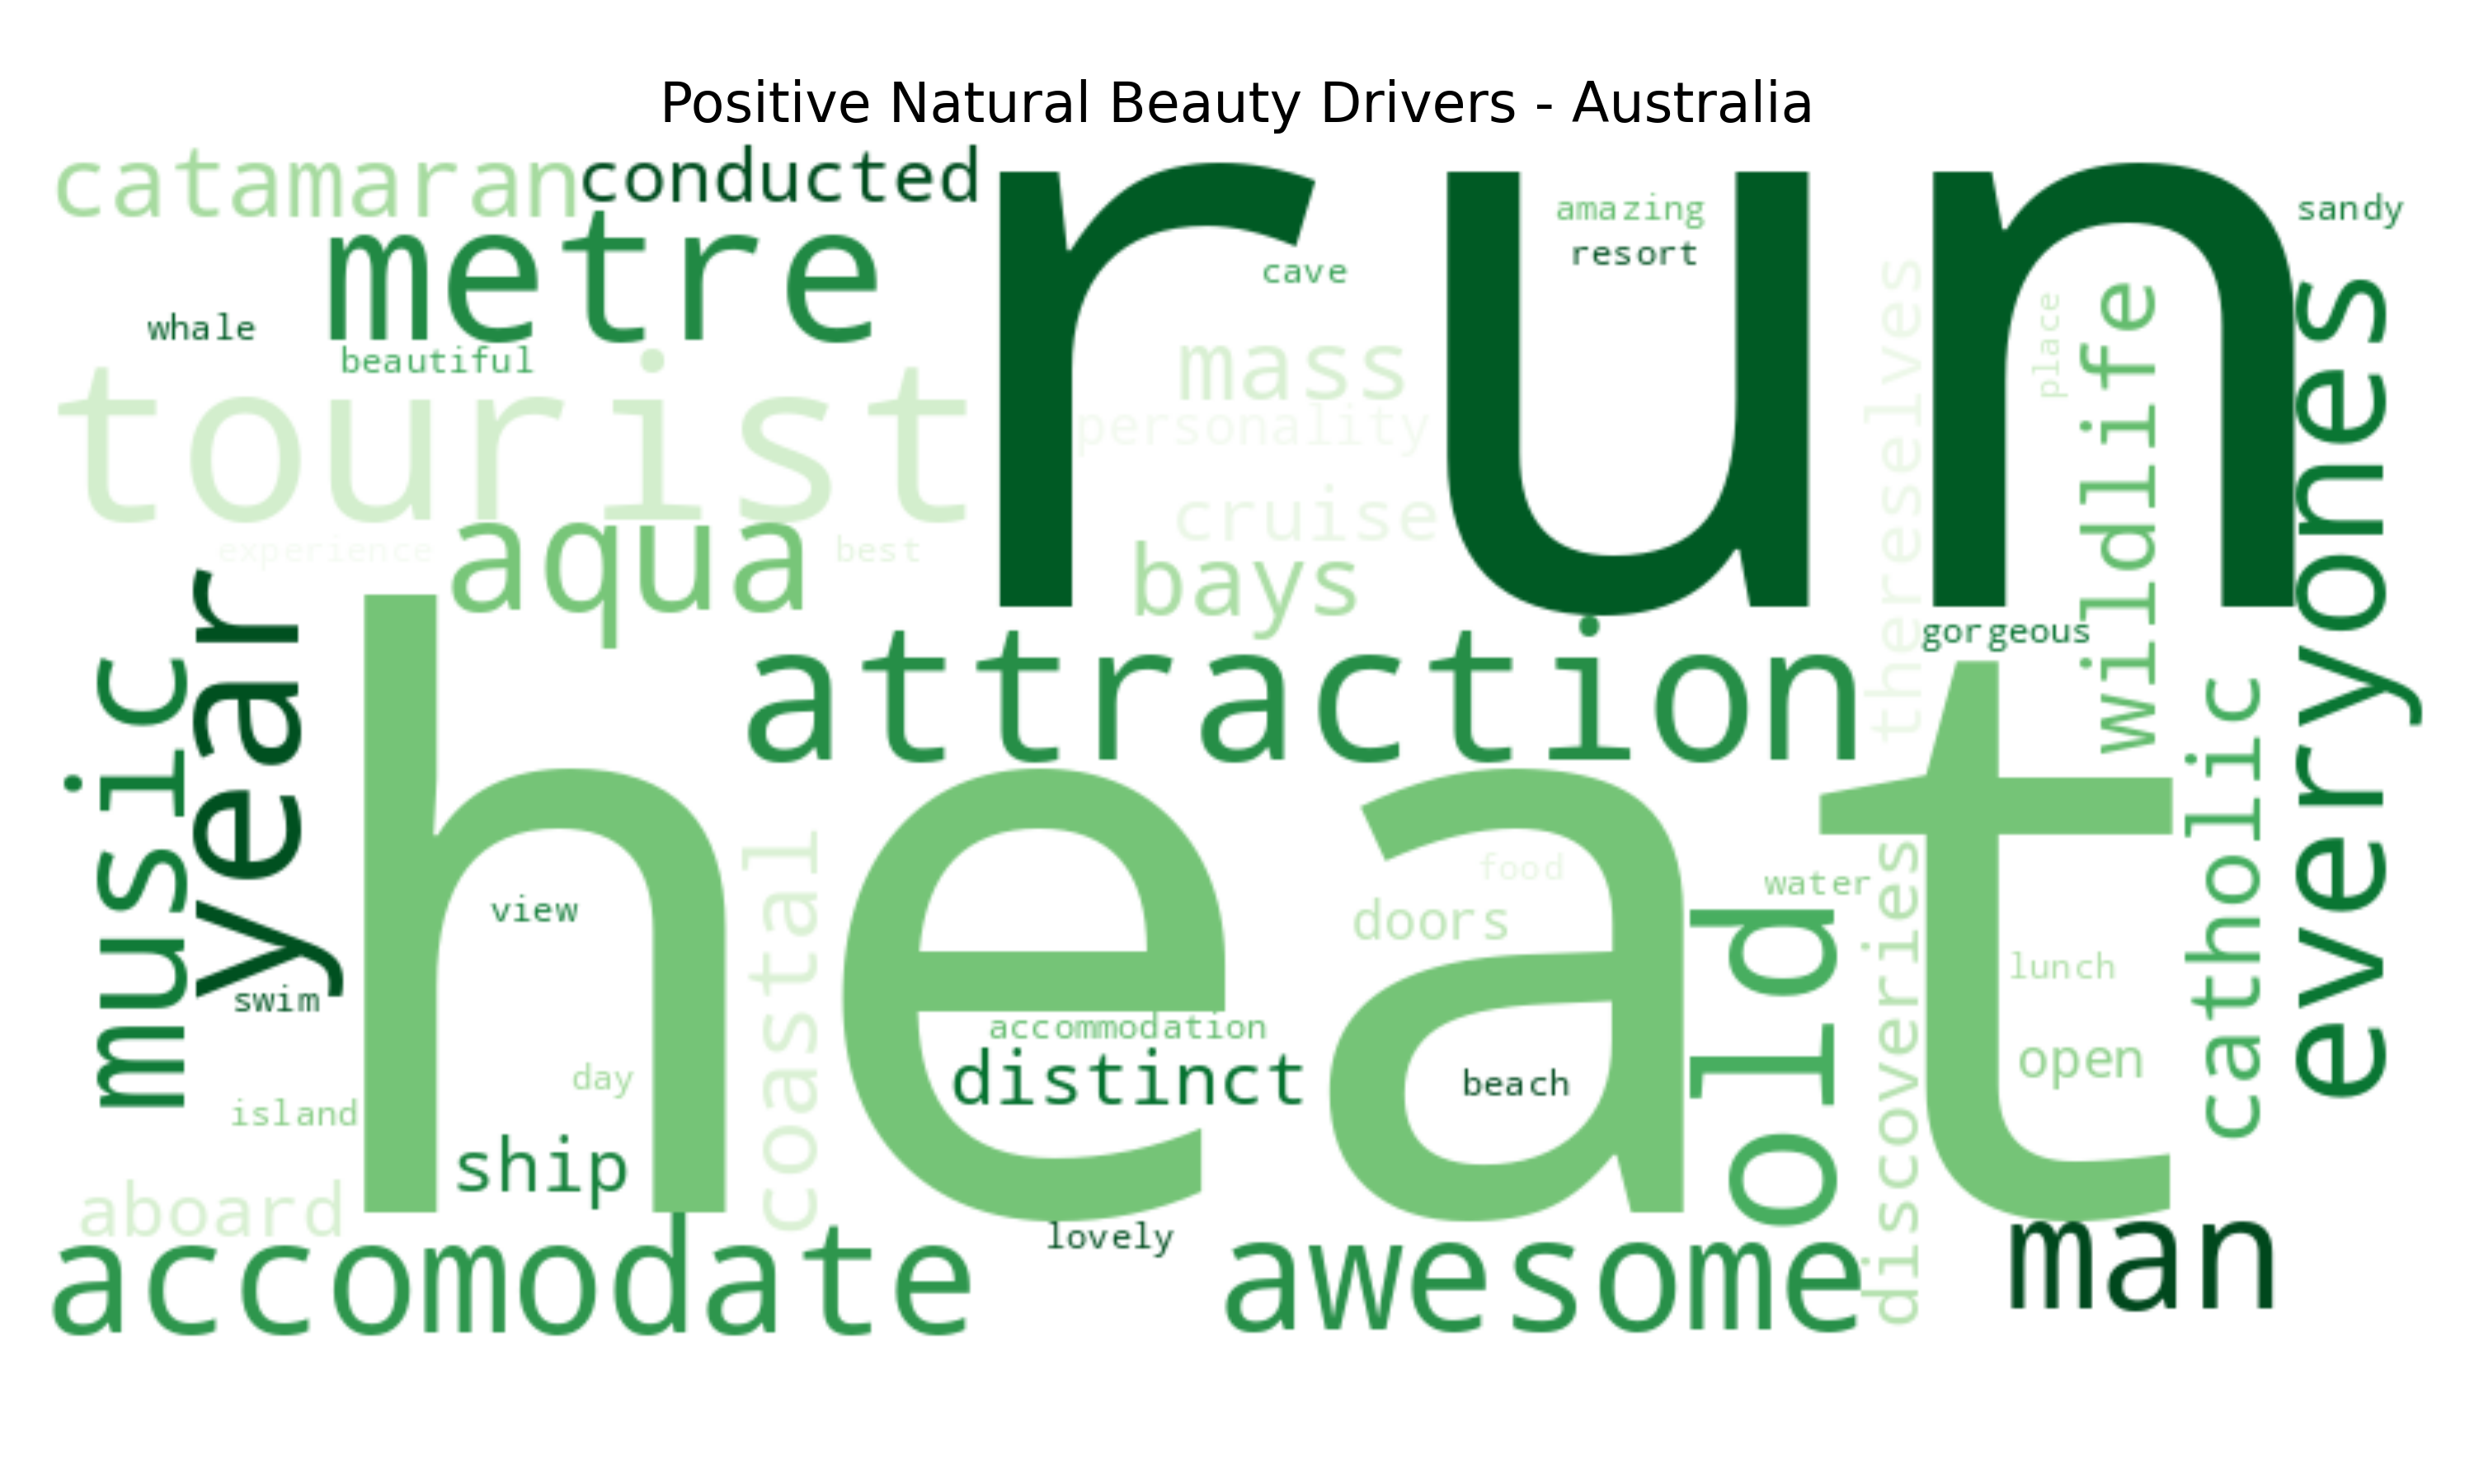 Positive Natural Beauty Drivers - Australia
catamaran
conducted
run
amazing
sandy
resort
metre
cave
whale
beautiful
tourist
mass
personality
thereselves
place
wildlife
everyones
cruise
experience
aqua
best
bays
gorgeous
music
year
attraction
heat
catholic
coastal
view
food
water
doors
old
discoveries
lunch
swim
accommodation
distinct
beach
open
day
island
ship
aboard
lovely
accomodate
awesome
man